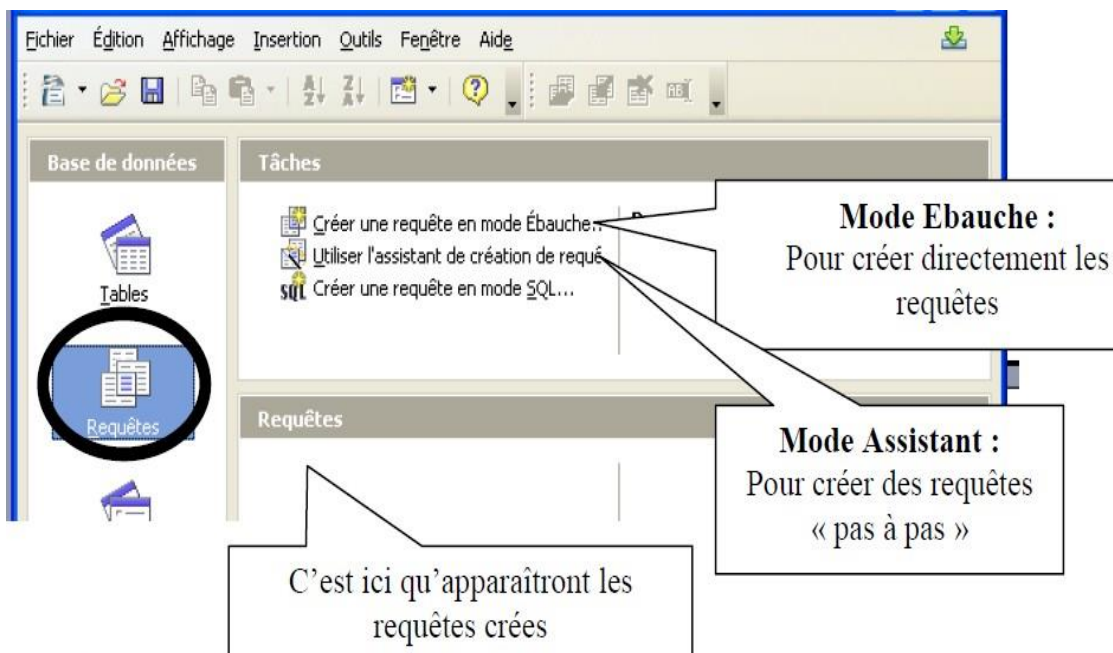 Fichier Édition Affichage Insertion Outils Fenêtre Aide
Base de données
Tâches
Créer une requête en mode Ébauche...
Utiliser l'assistant de création de requê
SQL Créer une requête en mode SQL...
Tables
Requêtes
Requêtes
Mode Ebauche :
Pour créer directement les
requêtes
Mode Assistant :
Pour créer des requêtes
« pas à pas »
C'est ici qu'apparaîtront les
requêtes crées